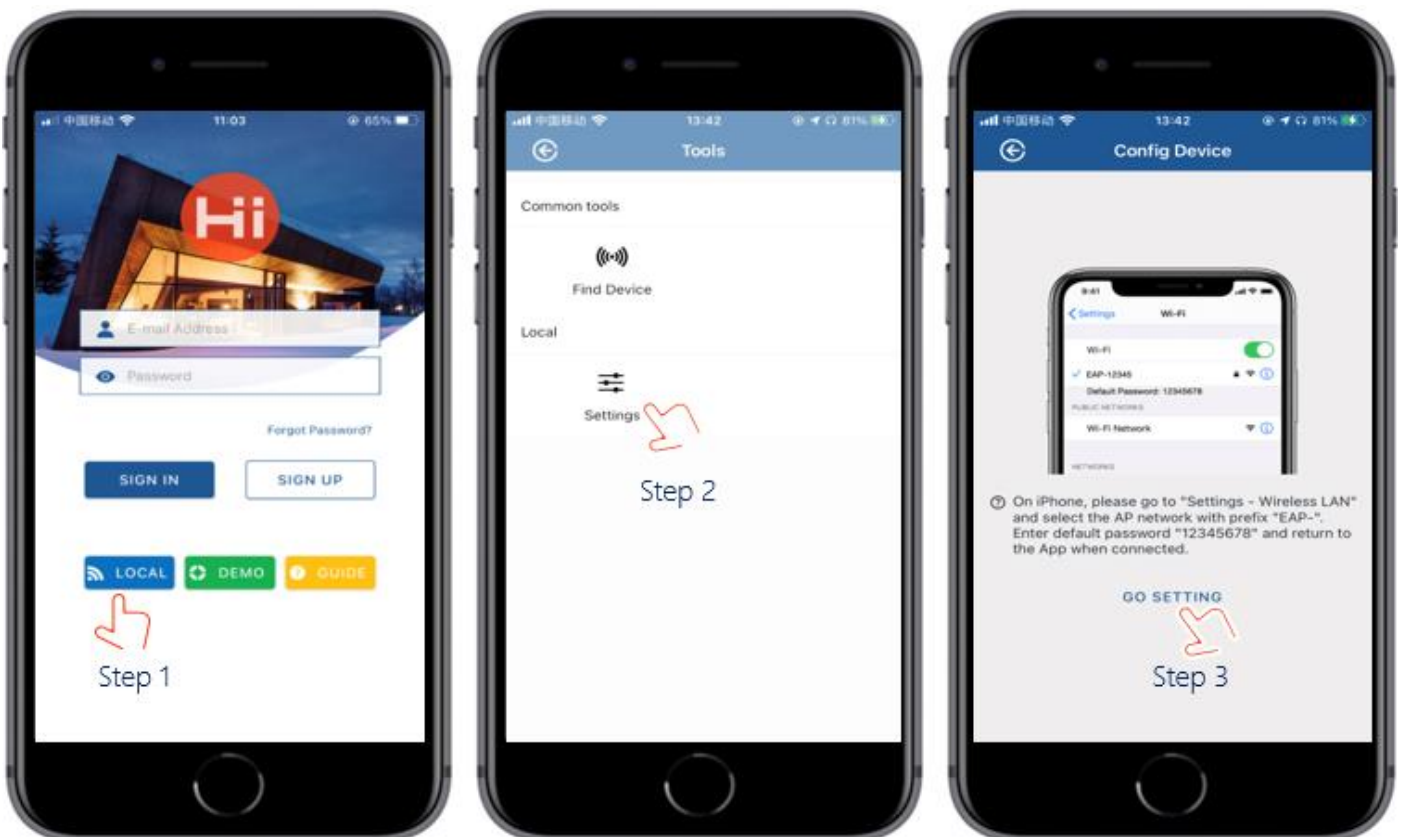 中国移动
11:03
65%
Hii
E-mail Address
Password
Forgot Password?
SIGN IN
SIGN UP
LOCAL
DEMO
GUIDE
Step 1
中国移动
13:42
81%
Tools
Common tools
Find Device
Local
Settings
Step 2
中国移动
13:42
81%
Config Device
9:41
Settings
Wi-Fi
Wi-Fi
EAP-12345
Default Password: 12345678
PUBLIC NETWORKS
Wi-Fi Network
NETWORKS
On iPhone, please go to "Settings - Wireless LAN"
and select the AP network with prefix "EAP-".
Enter default password "12345678" and return to
the App when connected.
GO SETTING
Step 3